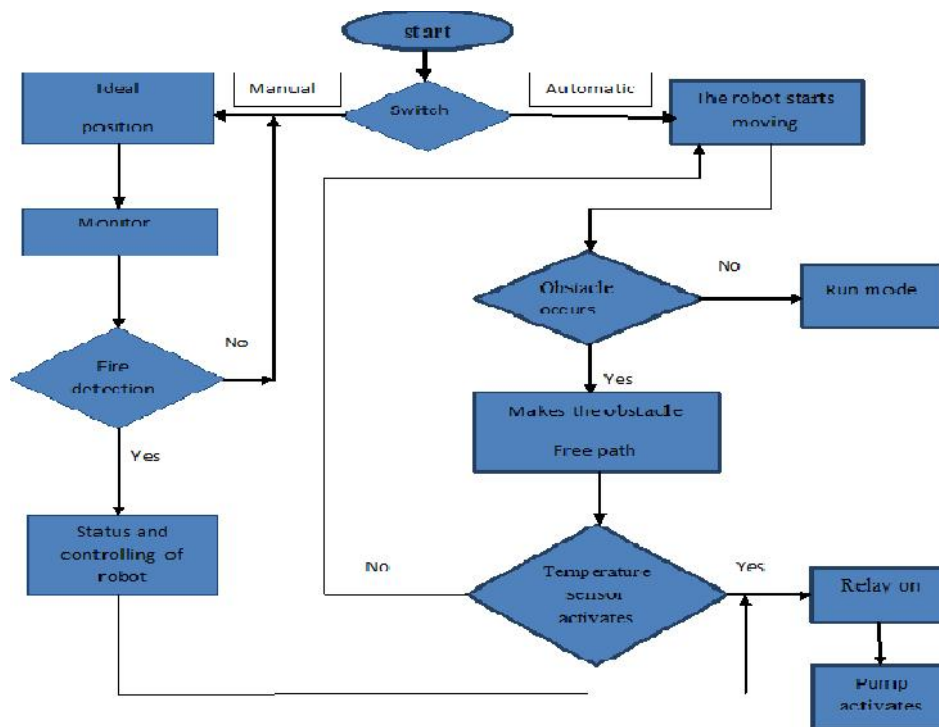 start
Ideal
position
Manual
Switch
Automatic
The robot starts
moving
Monitor
Obstacle
occurs
No
Run mode
Fire
detection
No
Yes
Makes the obstacle
Free path
Yes
Status and
controlling of
robot
No
Temperature
sensor
activates
Yes
Relay on
Pump
activates